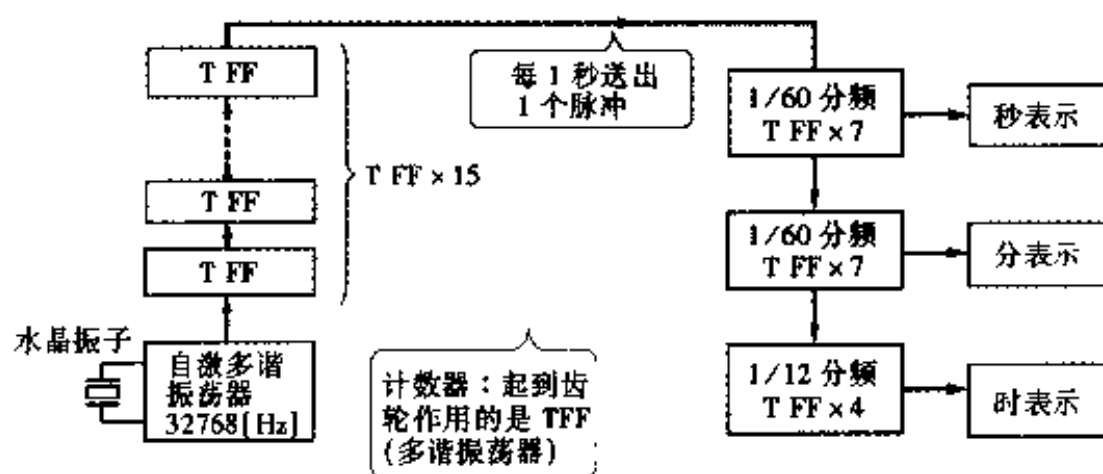 T FF
T FF
T FF
T FF × 15
水晶振子
自激多谐
振荡器
32768[Hz]
每 1 秒送出
1 个脉冲
计数器：起到齿
轮作用的是 TFF
(多谐振荡器)
1/60 分频
T FF × 7
秒表示
1/60 分频
T FF × 7
分表示
1/12 分频
T FF × 4
时表示